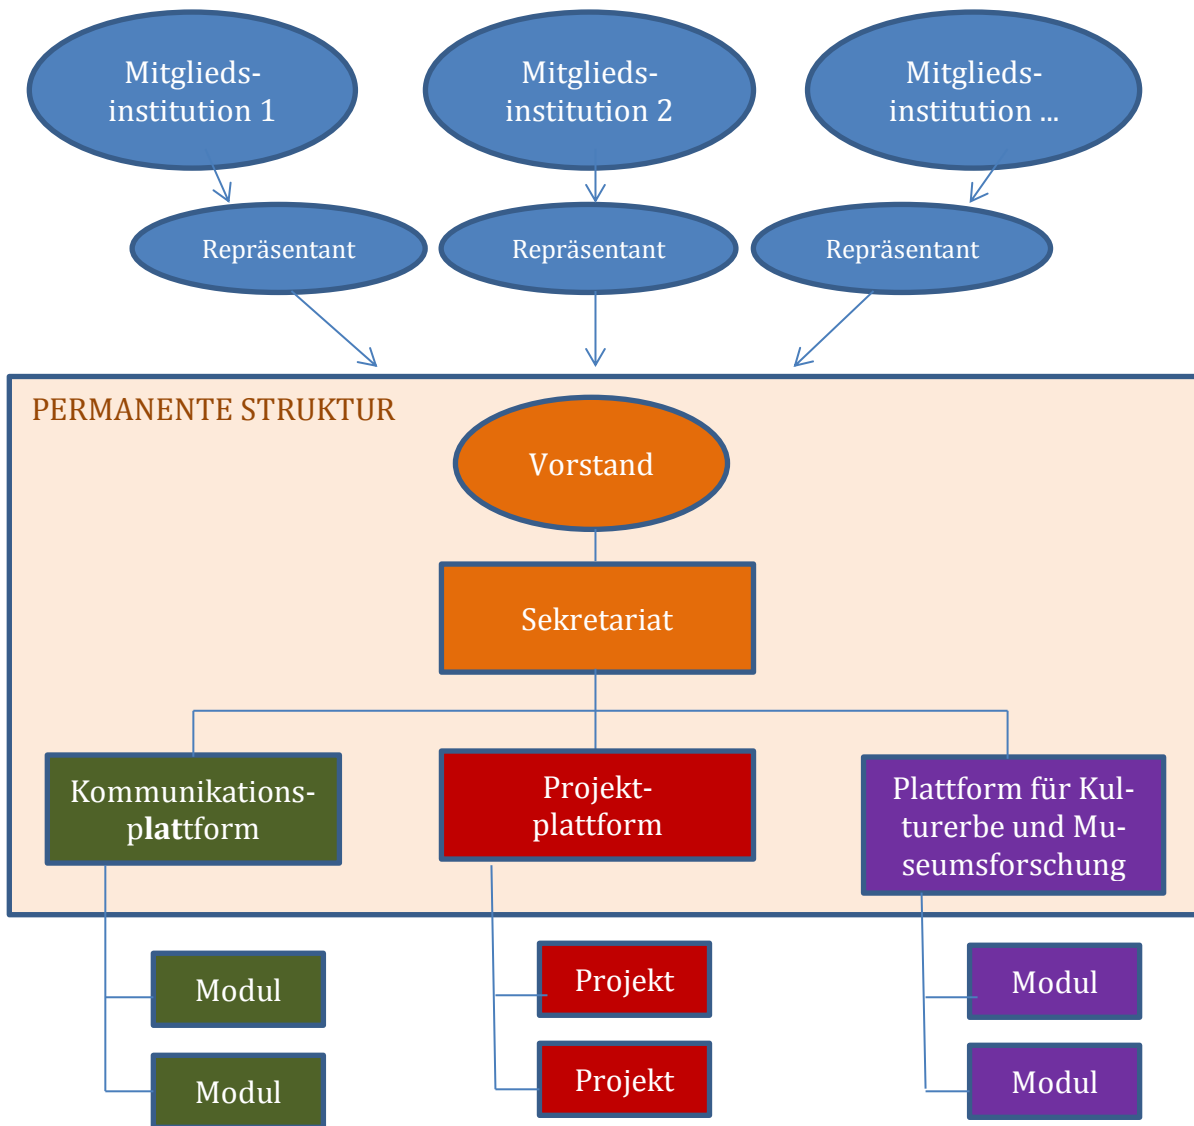 Mitglieds-
institution 1
Mitglieds-
institution 2
Mitglieds-
institution ...
Repräsentant
Repräsentant
Repräsentant
PERMANENTE STRUKTUR
Vorstand
Sekretariat
Kommunikations-
plattform
Projekt-
plattform
Plattform für Kul-
turerbe und Mu-
seumsforschung
Modul
Projekt
Modul
Modul
Projekt
Modul